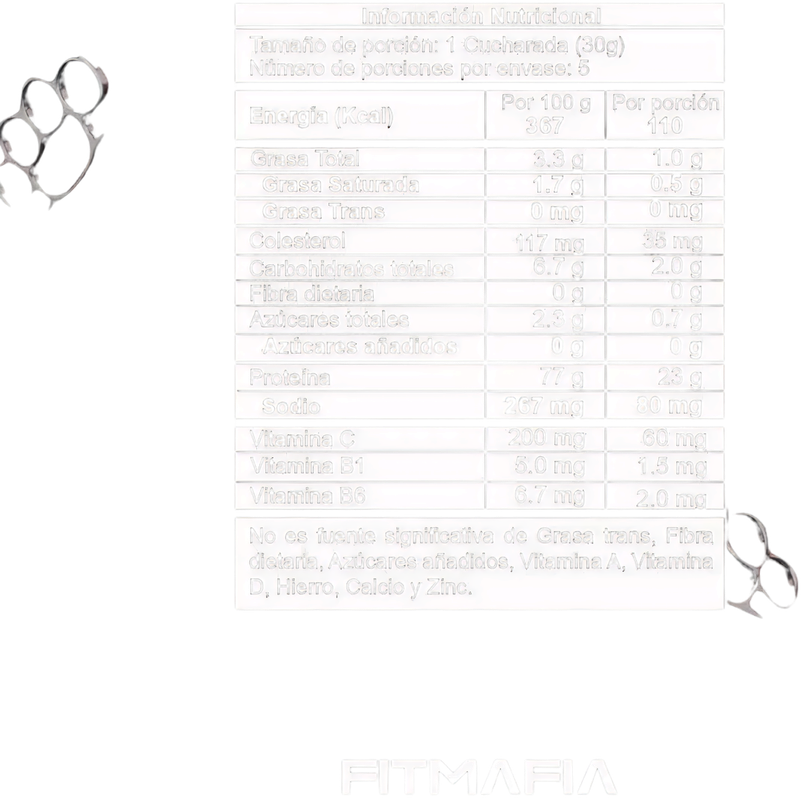 Información Nutricional
Tamaño de porción: 1 Cucharada (30g)
Número de porciones por envase: 5
Energía (Kcal) Por 100 g 367 Por porción 110
Grasa Total 3.3 g 1.0 g
Grasa Saturada 1.7 g 0.5 g
Grasa Trans 0 mg 0 mg
Colesterol 117 mg 35 mg
Carbohidratos totales 6.7 g 2.0 g
Fibra dietaria 0 g 0 g
Azúcares totales 2.3 g 0.7 g
Azúcares añadidos 0 g 0 g
Proteína 77 g 23 g
Sodio 267 mg 80 mg
Vitamina C 200 mg 60 mg
Vitamina B1 5.0 mg 1.5 mg
Vitamina B6 6.7 mg 2.0 mg
No es fuente significativa de Grasa trans, Fibra
dietaria, Azúcares añadidos, Vitamina A, Vitamina
D, Hierro, Calcio y Zinc.
FITMAFIA